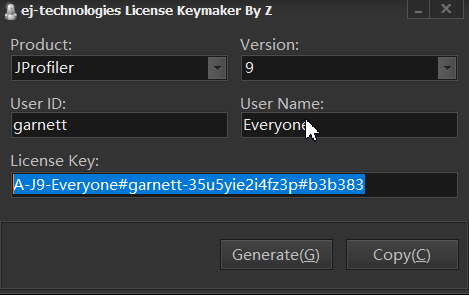 ej-technologies License Keymaker By Z
Product: Version:
JProfiler 9
User ID: User Name:
garnett Everyone
License Key:
A-J9-Everyone#garnett-35u5yie2i4fz3p#b3b383
Generate(G) Copy(C)